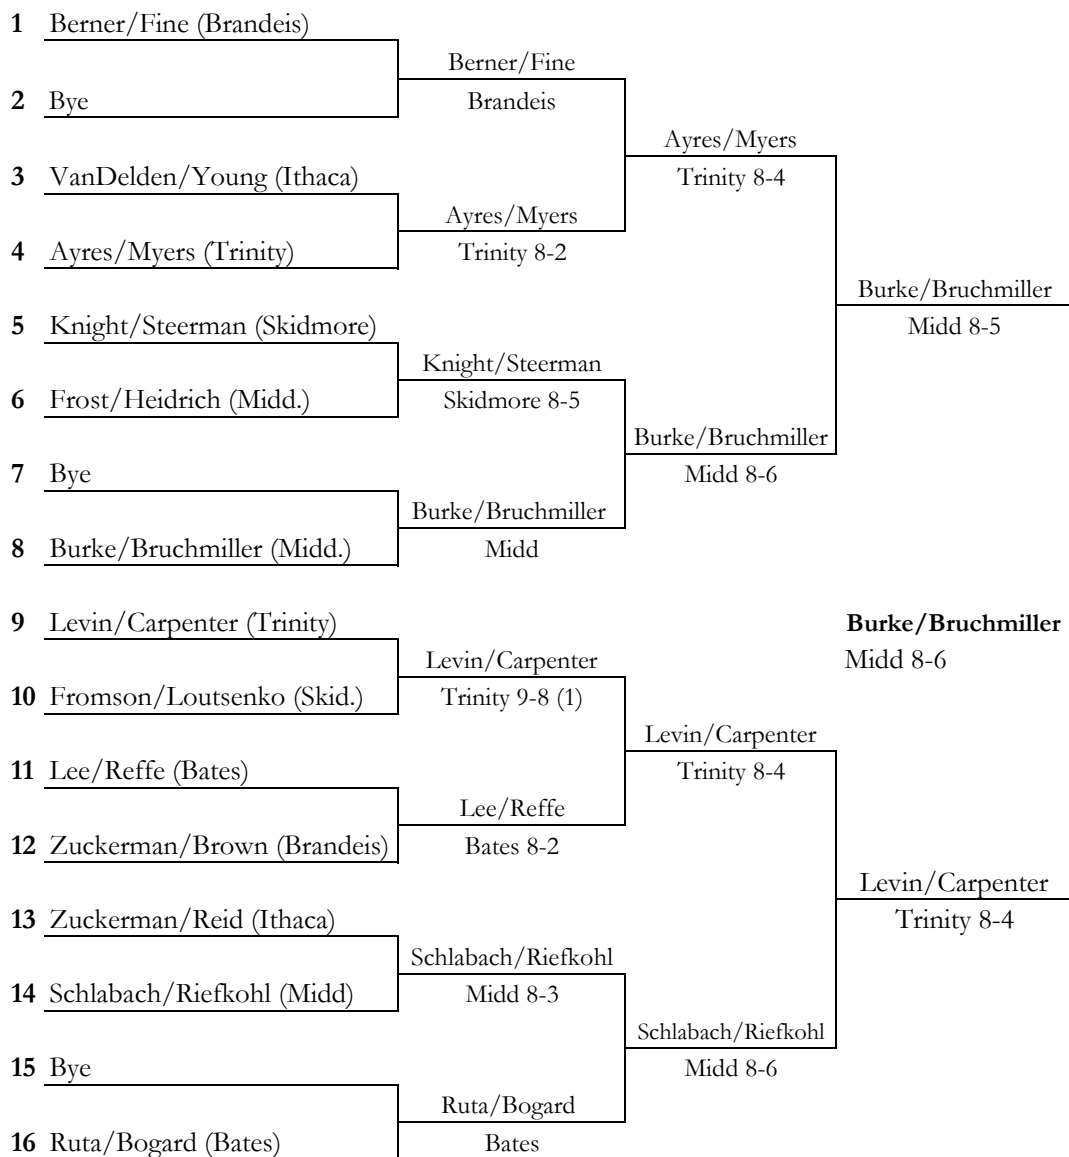 1 Berner/Fine (Brandeis)
Berner/Fine
2 Bye
Brandeis
Ayres/Myers
3 VanDelden/Young (Ithaca)
Trinity 8-4
Ayres/Myers
4 Ayres/Myers (Trinity)
Trinity 8-2
Burke/Bruchmiller
5 Knight/Steerman (Skidmore)
Midd 8-5
Knight/Steerman
6 Frost/Heidrich (Midd.)
Skidmore 8-5
Burke/Bruchmiller
7 Bye
Midd 8-6
Burke/Bruchmiller
8 Burke/Bruchmiller (Midd.)
Midd
9 Levin/Carpenter (Trinity)
Burke/Bruchmiller
Levin/Carpenter
Midd 8-6
10 Fromson/Loutsenko (Skid.)
Trinity 9-8 (1)
Levin/Carpenter
11 Lee/Reffe (Bates)
Trinity 8-4
Lee/Reffe
12 Zuckerman/Brown (Brandeis)
Bates 8-2
Levin/Carpenter
13 Zuckerman/Reid (Ithaca)
Trinity 8-4
Schlabach/Riefkohl
14 Schlabach/Riefkohl (Midd)
Midd 8-3
Schlabach/Riefkohl
15 Bye
Midd 8-6
Ruta/Bogard
16 Ruta/Bogard (Bates)
Bates